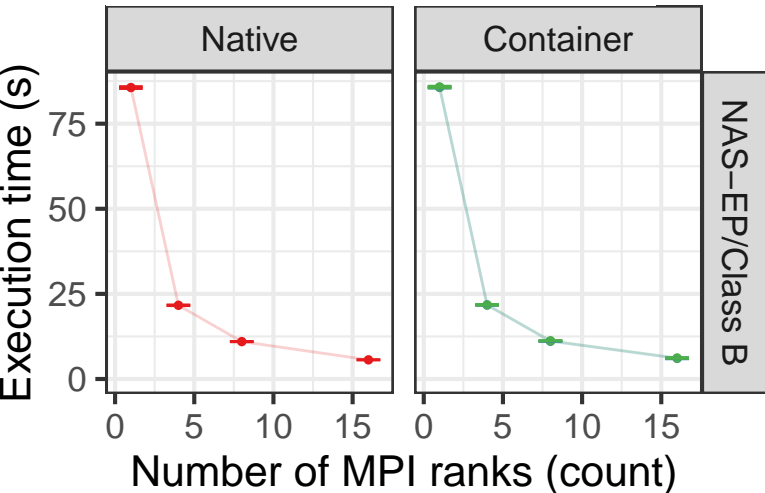 Native
Container
Execution time (s)
75
50
25
0
NAS−EP/Class B
0 5 10 15
0 5 10 15
Number of MPI ranks (count)